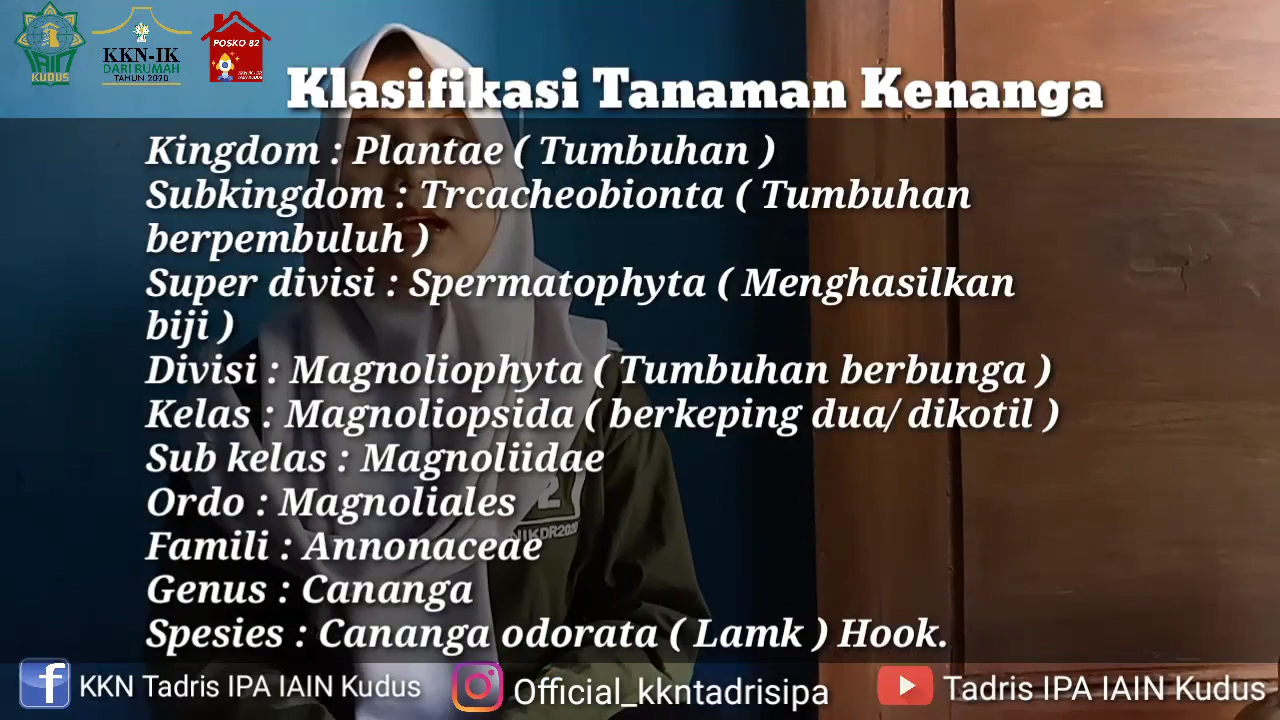 IAIN
KUDUS
KKN-IK
DARI RUMAH
TAHUN 2020
POSKO 82
Klasifikasi Tanaman Kenanga
Kingdom : Plantae ( Tumbuhan )
Subkingdom : Trcacheobionta ( Tumbuhan
berpembuluh )
Super divisi : Spermatophyta ( Menghasilkan
biji )
Divisi : Magnoliophyta ( Tumbuhan berbunga )
Kelas : Magnoliopsida ( berkeping dua/ dikotil )
Sub kelas : Magnoliidae
Ordo : Magnoliales
Famili : Annonaceae
Genus : Cananga
Spesies : Cananga odorata ( Lamk ) Hook.
KKN Tadris IPA IAIN Kudus
Official_kkntadrisipa
Tadris IPA IAIN Kudus